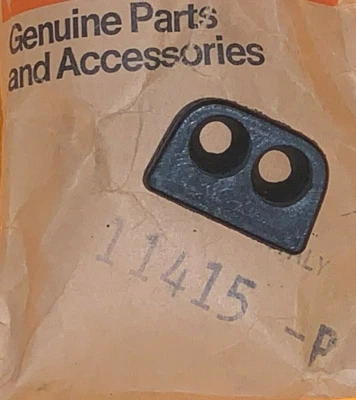 Genuine Parts
and Accessories
11415 -P